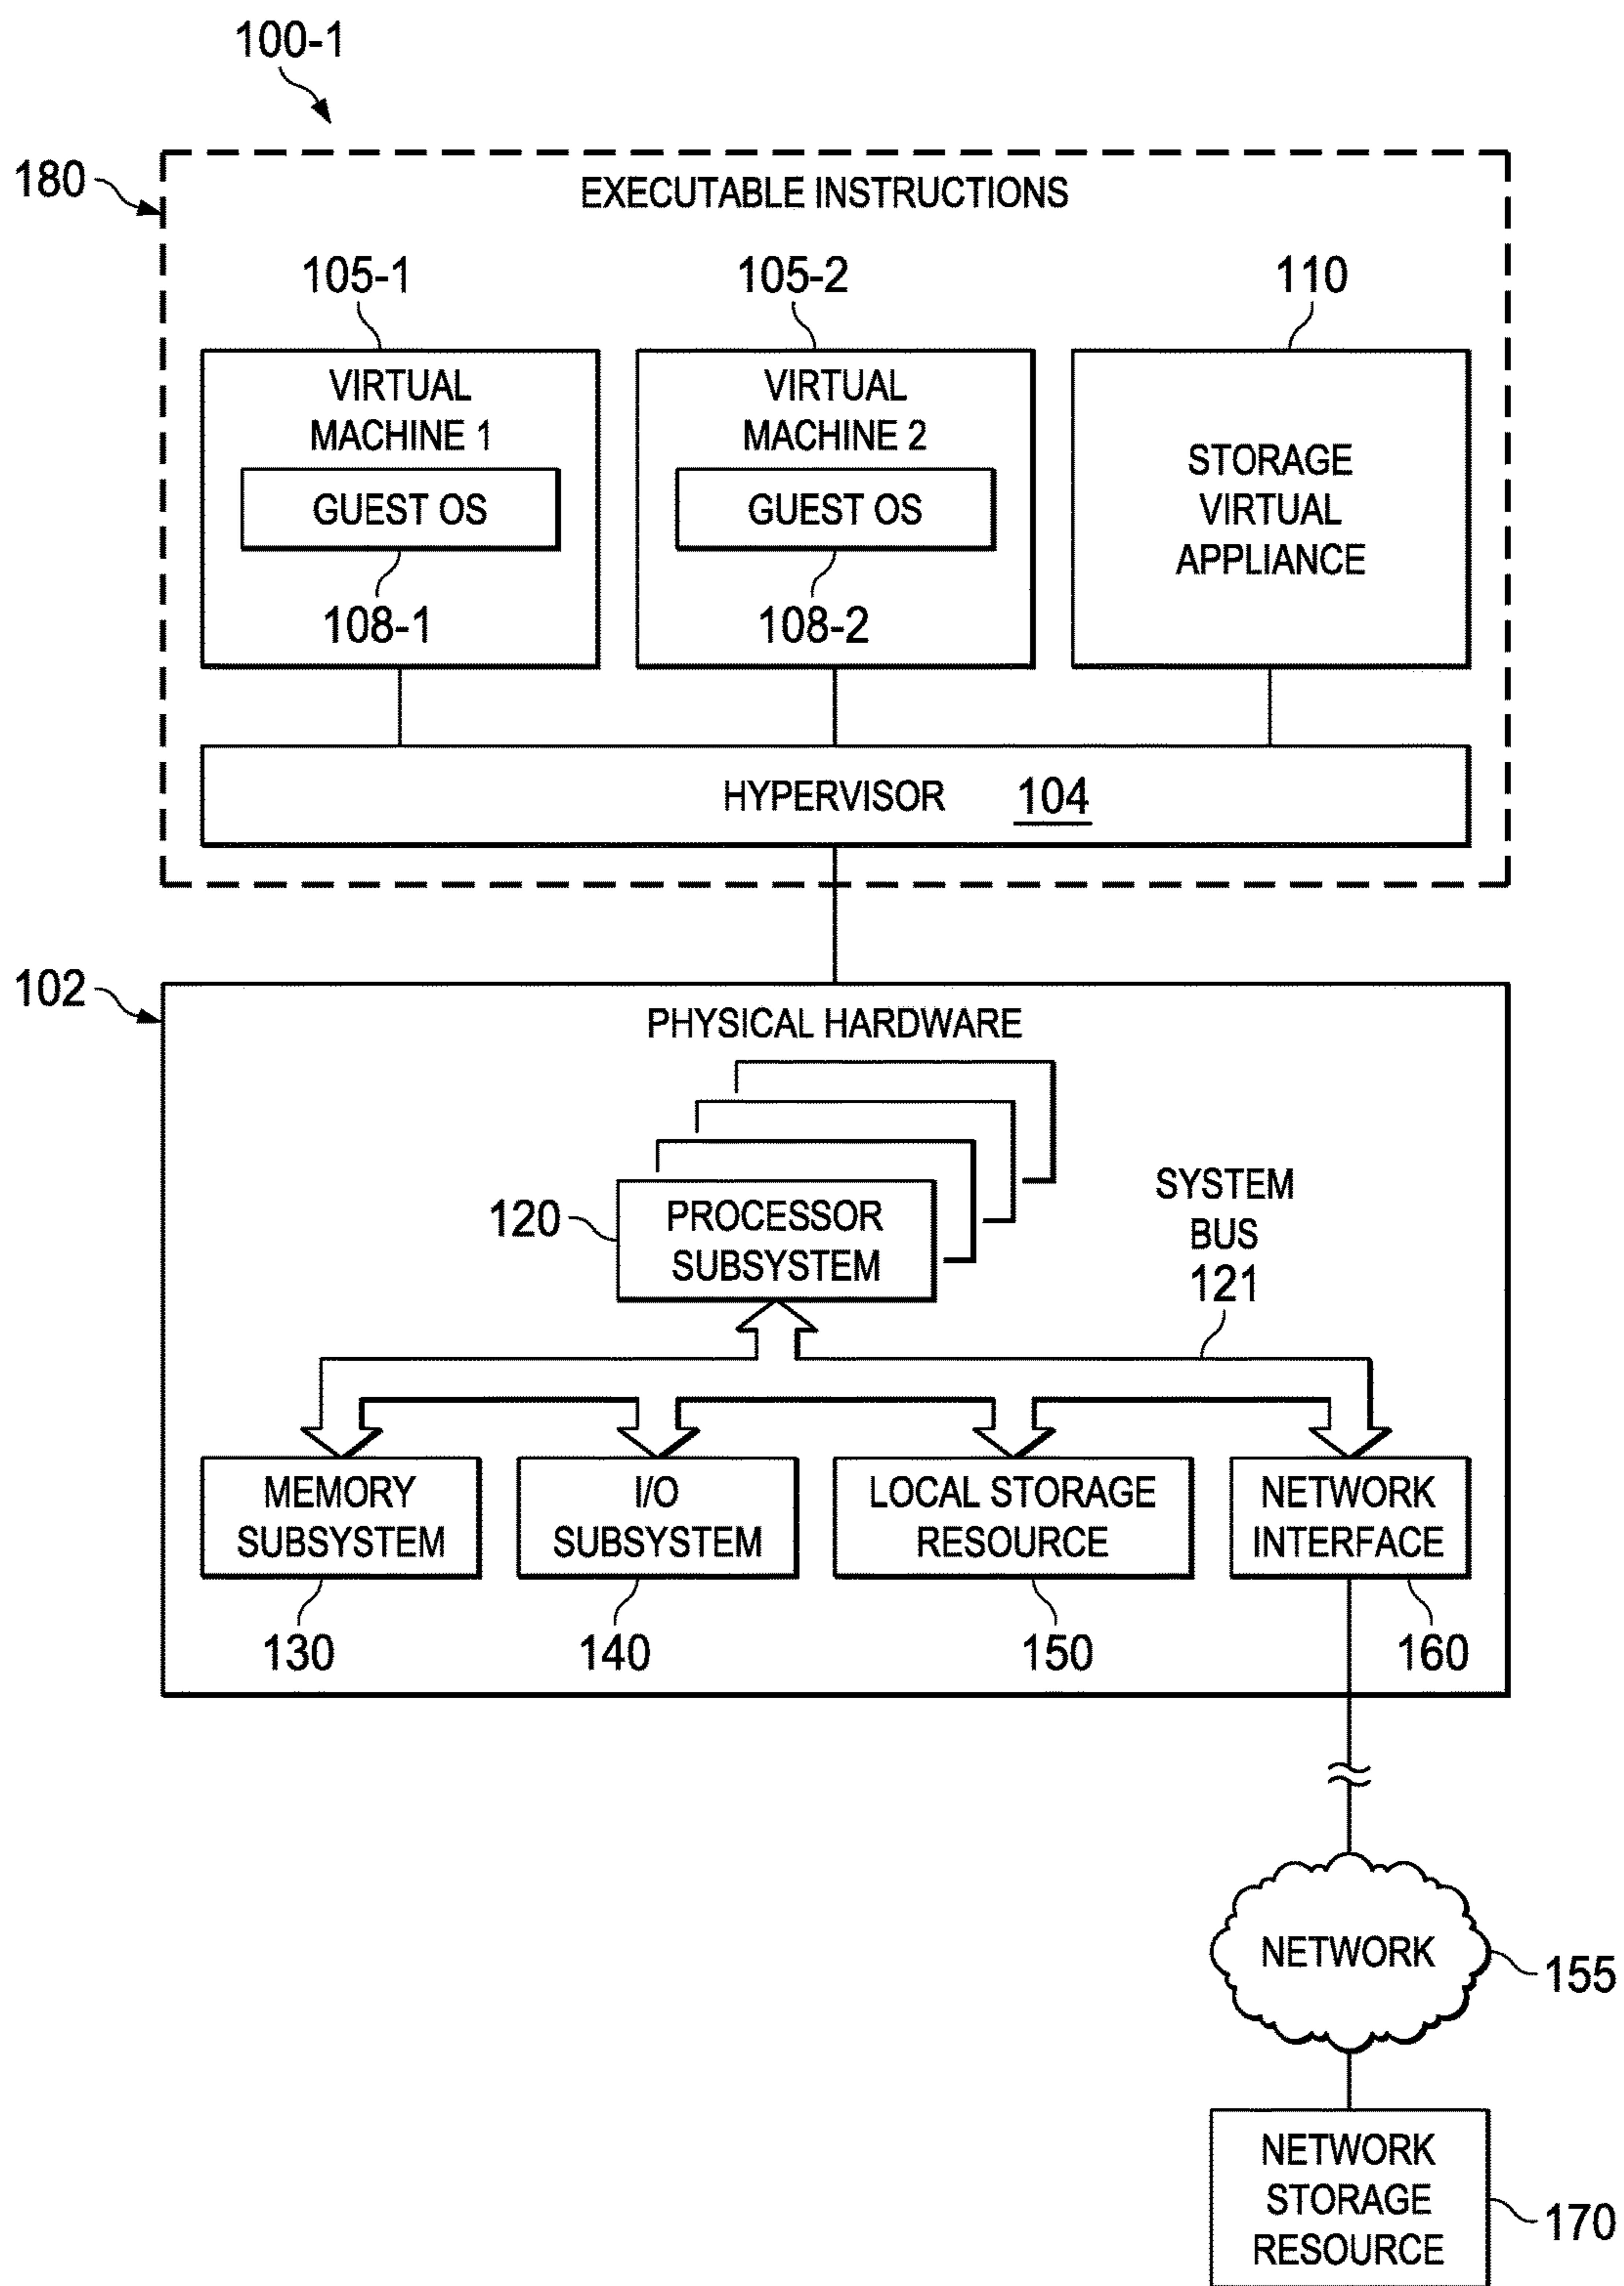 100-1
180
EXECUTABLE INSTRUCTIONS
105-1
105-2
110
VIRTUAL
MACHINE 1
GUEST OS
108-1
VIRTUAL
MACHINE 2
GUEST OS
108-2
STORAGE
VIRTUAL
APPLIANCE
HYPERVISOR 104
102
PHYSICAL HARDWARE
120
PROCESSOR
SUBSYSTEM
SYSTEM
BUS
121
MEMORY
SUBSYSTEM
130
I/O
SUBSYSTEM
140
LOCAL STORAGE
RESOURCE
150
NETWORK
INTERFACE
160
NETWORK
155
NETWORK
STORAGE
RESOURCE
170